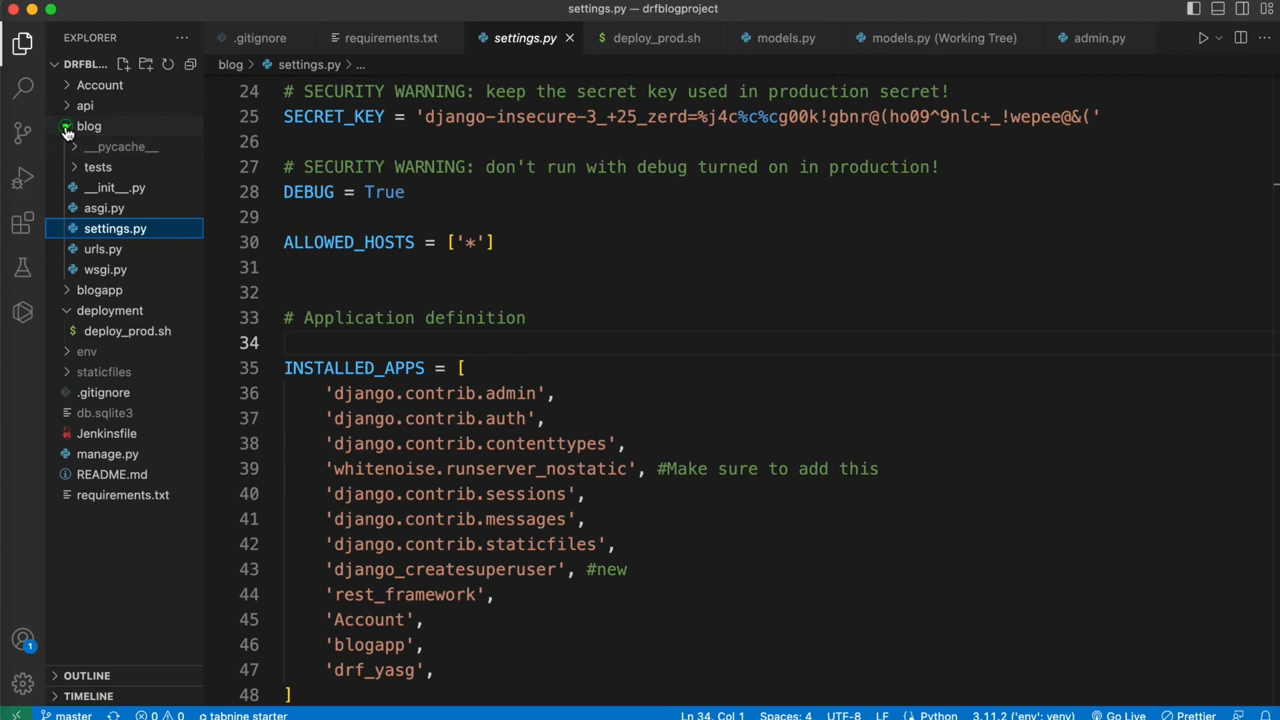 settings.py — drfblogproject
EXPLORER
.gitignore
requirements.txt
settings.py
deploy_prod.sh
models.py
models.py (Working Tree)
admin.py
DRFBL...
blog > settings.py > ...
Account
api
blog
__pycache__
tests
__init__.py
asgi.py
settings.py
urls.py
wsgi.py
blogapp
deployment
$ deploy_prod.sh
env
staticfiles
.gitignore
db.sqlite3
Jenkinsfile
manage.py
README.md
requirements.txt
OUTLINE
TIMELINE
24 # SECURITY WARNING: keep the secret key used in production secret!
25 SECRET_KEY = 'django-insecure-3_+25_zerd=%j4c%c%cg00k!gbnr@(ho09^9nlc+_!wepee@&('
26
27 # SECURITY WARNING: don't run with debug turned on in production!
28 DEBUG = True
29
30 ALLOWED_HOSTS = ['*']
31
32
33 # Application definition
34
35 INSTALLED_APPS = [
36 'django.contrib.admin',
37 'django.contrib.auth',
38 'django.contrib.contenttypes',
39 'whitenoise.runserver_nostatic', #Make sure to add this
40 'django.contrib.sessions',
41 'django.contrib.messages',
42 'django.contrib.staticfiles',
43 'django_createsuperuser', #new
44 'rest_framework',
45 'Account',
46 'blogapp',
47 'drf_yasg',
48 ]
1
master 0 0 tabnine starter Ln 34, Col 1 Spaces: 4 UTF-8 LF Python 3.11.2 ('env': venv) Go Live Prettier